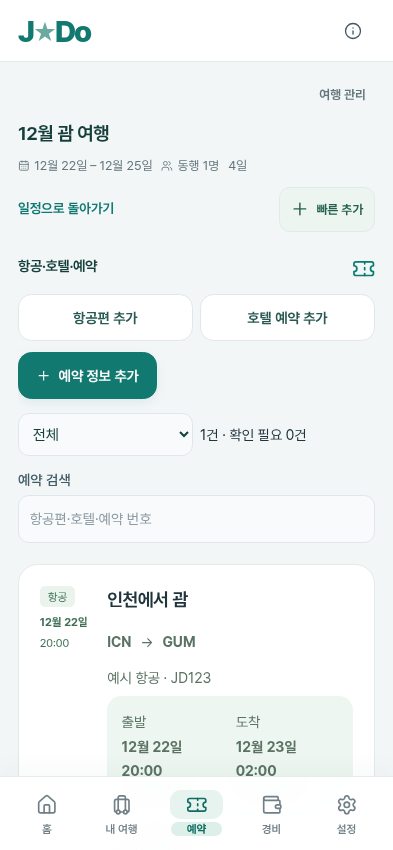 J★Do
여행 관리
12월 괌 여행
12월 22일 – 12월 25일 동행 1명 4일
일정으로 돌아가기
빠른 추가
항공·호텔·예약
항공편 추가
호텔 예약 추가
예약 정보 추가
전체
1건 · 확인 필요 0건
예약 검색
항공편·호텔·예약 번호
항공
12월 22일
20:00
인천에서 괌
ICN → GUM
예시 항공 · JD123
출발
12월 22일
20:00
도착
12월 23일
02:00
홈
내 여행
예약
경비
설정